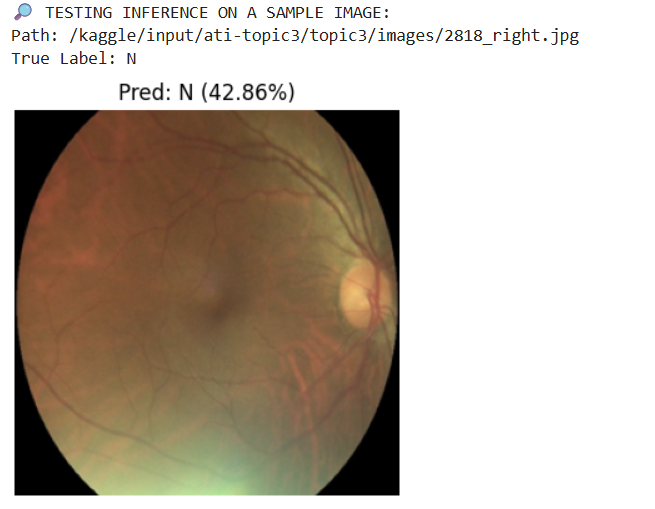 🔎 TESTING INFERENCE ON A SAMPLE IMAGE:
Path: /kaggle/input/ati-topic3/topic3/images/2818_right.jpg
True Label: N
Pred: N (42.86%)